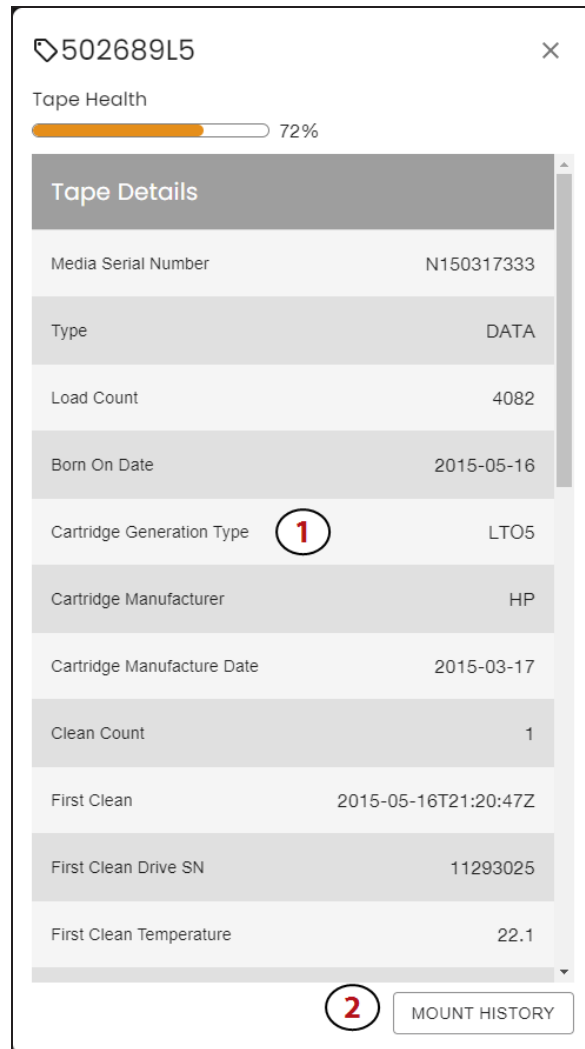 502689L5
Tape Health
72%
Tape Details
Media Serial Number N150317333
Type DATA
Load Count 4082
Born On Date 2015-05-16
Cartridge Generation Type 1 LTO5
Cartridge Manufacturer HP
Cartridge Manufacture Date 2015-03-17
Clean Count 1
First Clean 2015-05-16T21:20:47Z
First Clean Drive SN 11293025
First Clean Temperature 22.1
2 MOUNT HISTORY